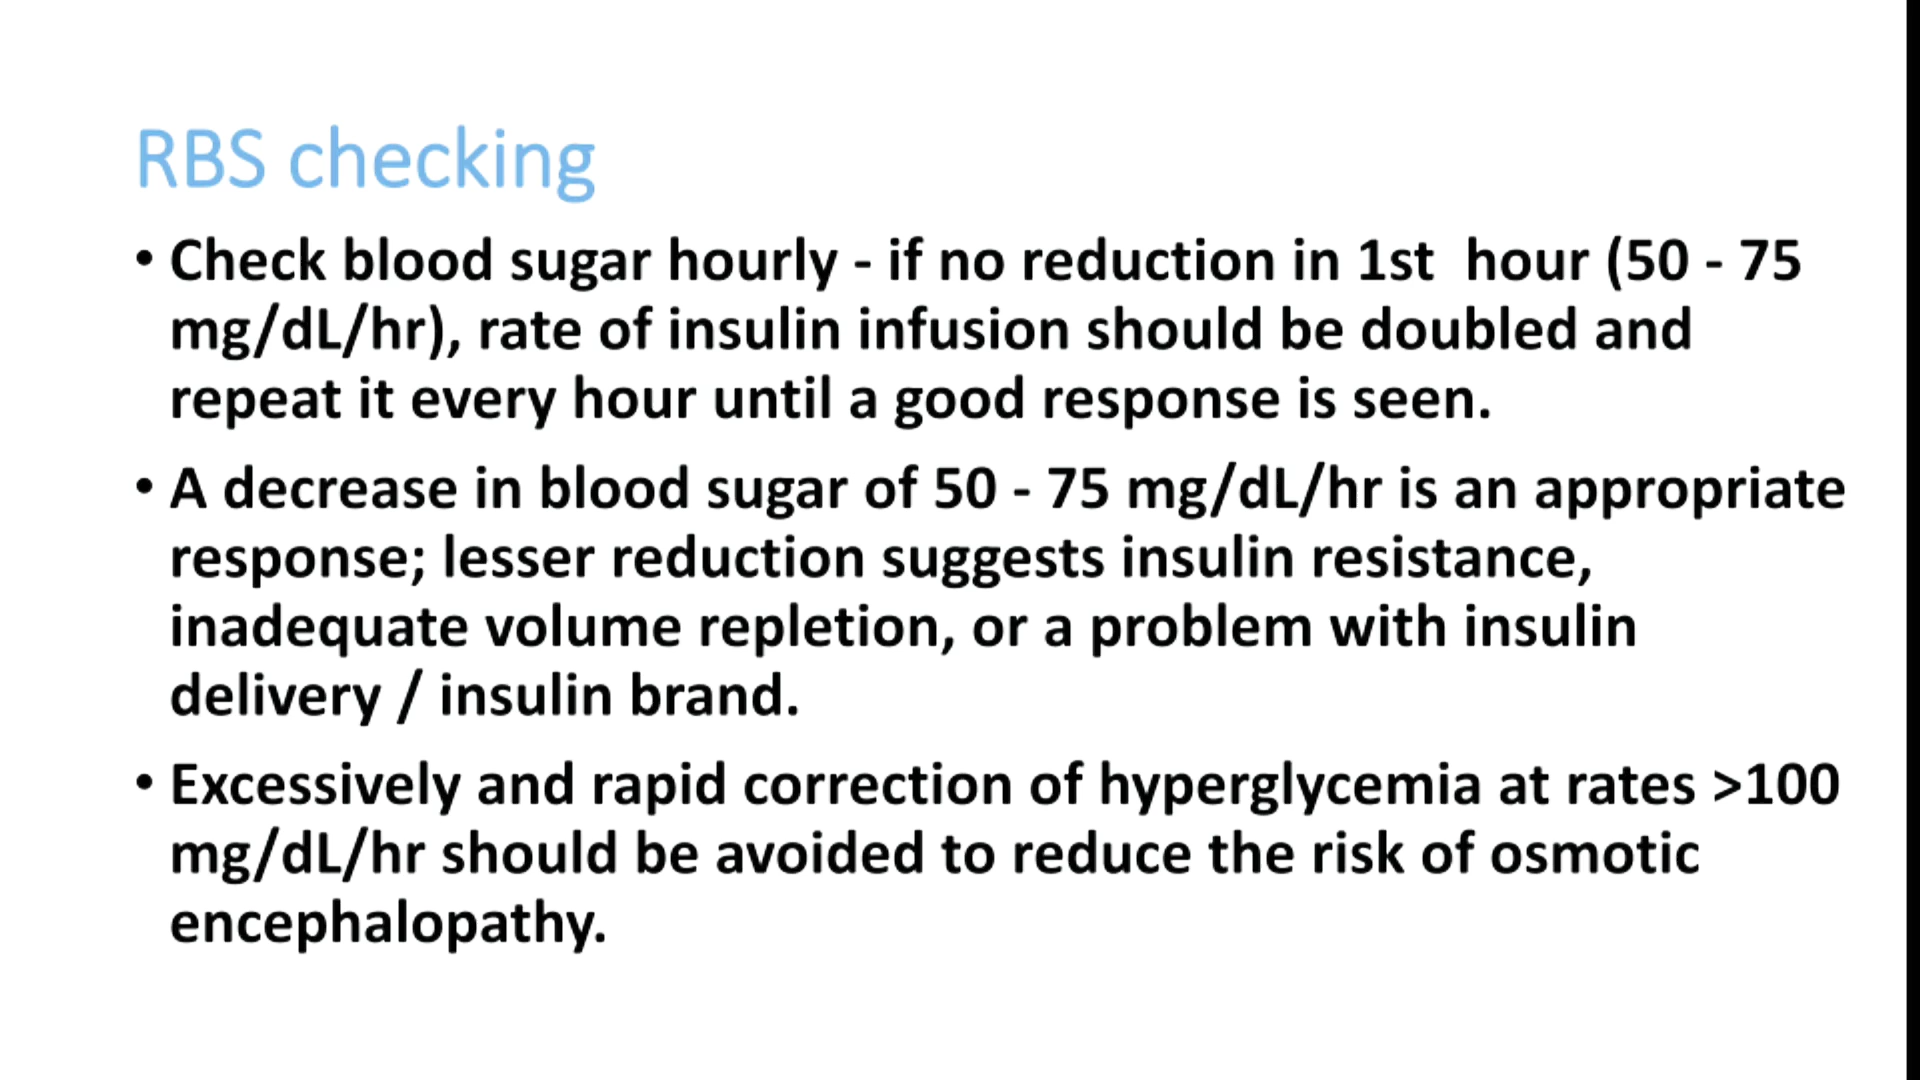 RBS checking
• Check blood sugar hourly - if no reduction in 1st  hour (50 - 75
mg/dL/hr), rate of insulin infusion should be doubled and
repeat it every hour until a good response is seen.
• A decrease in blood sugar of 50 - 75 mg/dL/hr is an appropriate
response; lesser reduction suggests insulin resistance,
inadequate volume repletion, or a problem with insulin
delivery / insulin brand.
• Excessively and rapid correction of hyperglycemia at rates >100
mg/dL/hr should be avoided to reduce the risk of osmotic
encephalopathy.